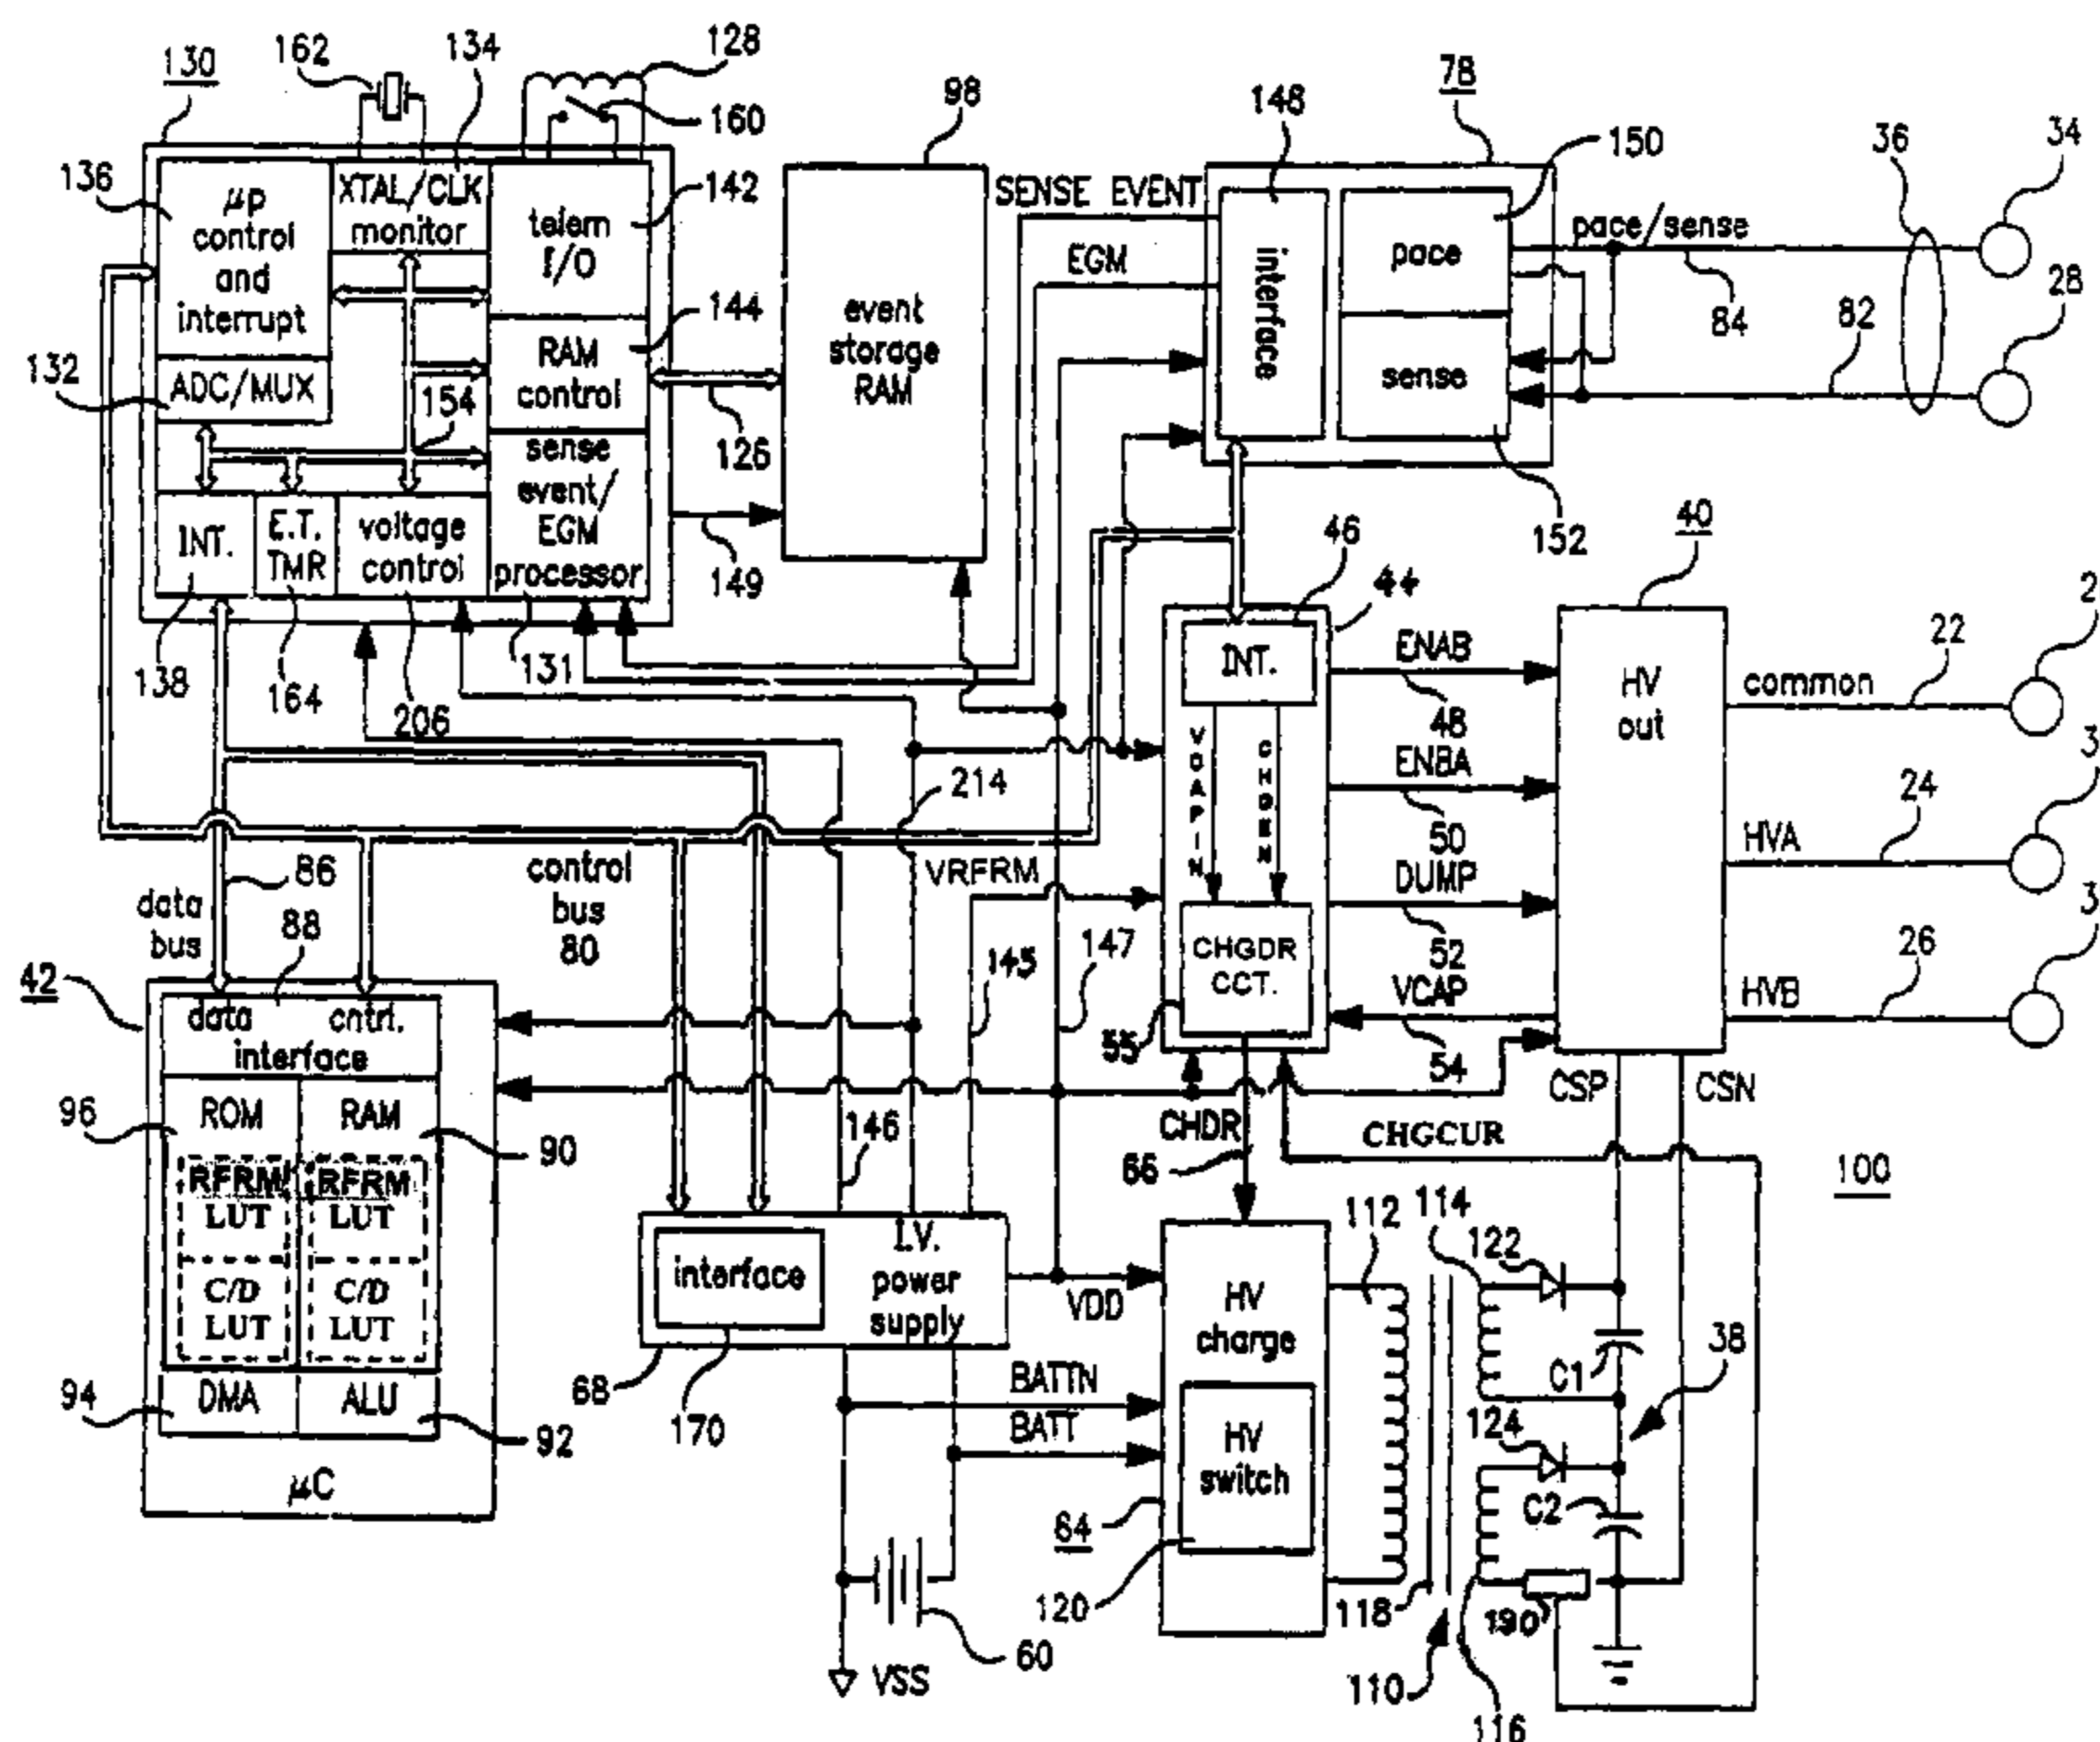 130
162
134
128
160
98
148
78
150
36
34
136
µp
control
and
interrupt
XTAL/CLK
monitor
telem
I/O
142
144
RAM
control
132
ADC/MUX
154
sense
event/
EGM
processor
INT.
E.T.
TMR
voltage
control
138
164
206
131
126
149
event
storage
RAM
SENSE EVENT
EGM
interface
pace
sense
pace/sense
84
82
28
152
46
44
40
INT.
VCAPIN
CHGEN
CHGDR
CCT.
55
ENAB
48
ENBA
50
DUMP
52
VCAP
54
HV
out
common
22
2
HVA
24
3
HVB
26
3
CSP
CSN
214
VRFRM
145
147
control
bus
80
data
bus
86
88
42
data
cntrl.
interface
96
ROM
RAM
90
RFRM
LUT
RFRM
LUT
C/D
LUT
C/D
LUT
94
DMA
ALU
92
µC
146
CHDR
66
CHGCUR
100
interface
L.V.
power
supply
68
170
VDD
BATTN
BATT
60
VSS
HV
charge
HV
switch
64
120
112
114
122
C1
38
124
C2
118
190
110
116